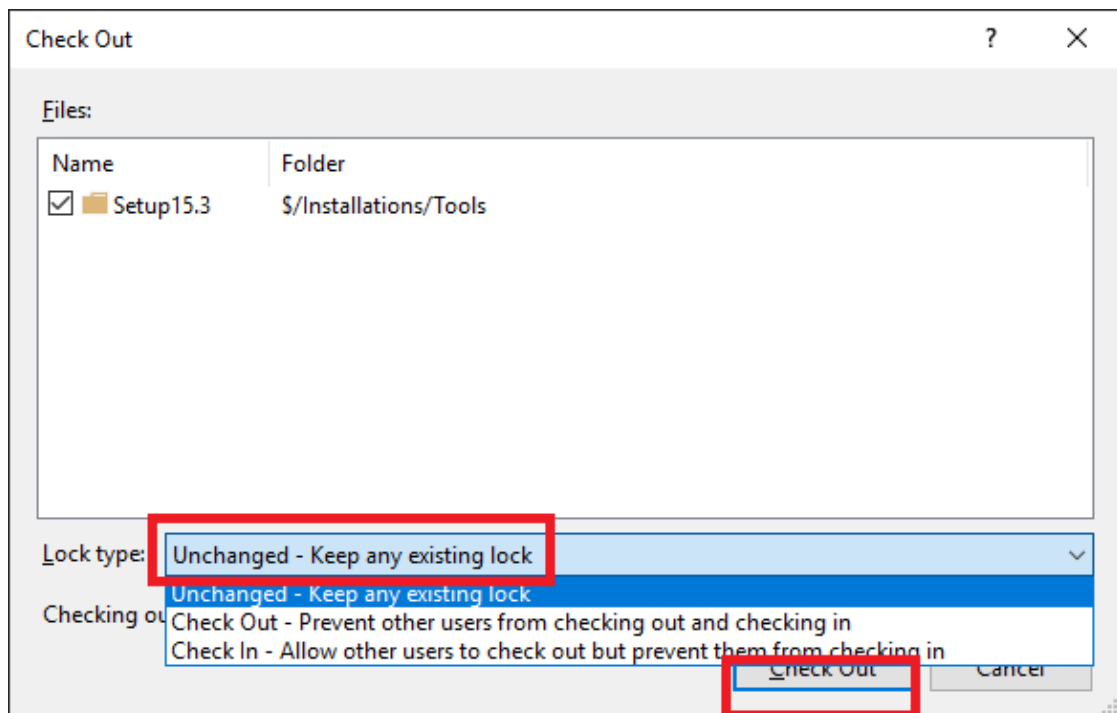 Check Out
?
Files:
Name Folder
Setup15.3 $/Installations/Tools
Lock type: Unchanged - Keep any existing lock
Unchanged - Keep any existing lock
Checking
Check Out - Prevent other users from checking out and checking in
Check In - Allow other users to check out but prevent them from checking in
Check Out Cancel